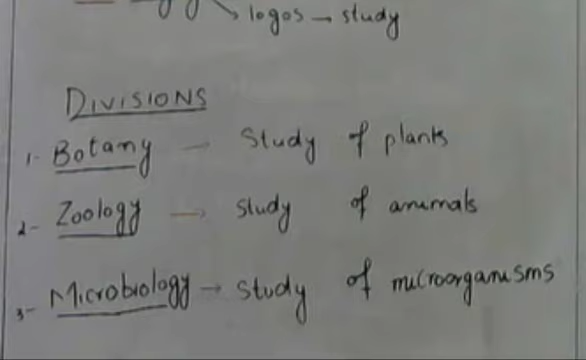 logos → study
DIVISIONS
1- Botany → Study of plants
2- Zoology → study of animals
3- Microbiology → study of microorganisms